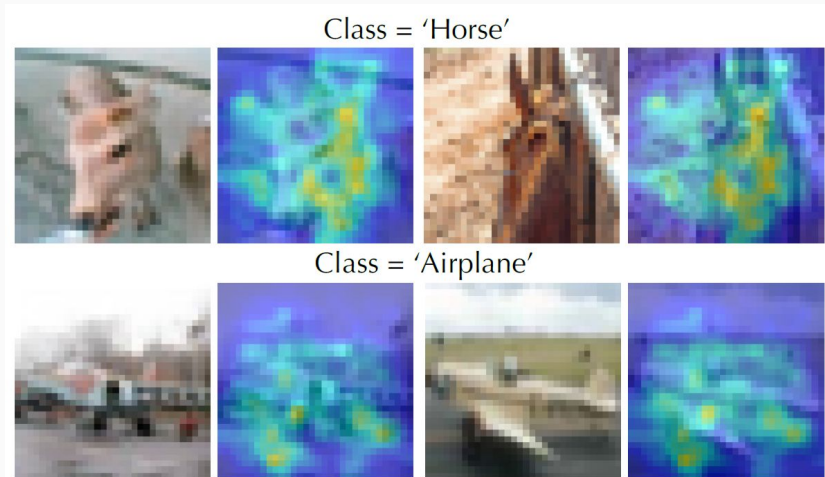 Class = ‘Horse’
Class = ‘Airplane’